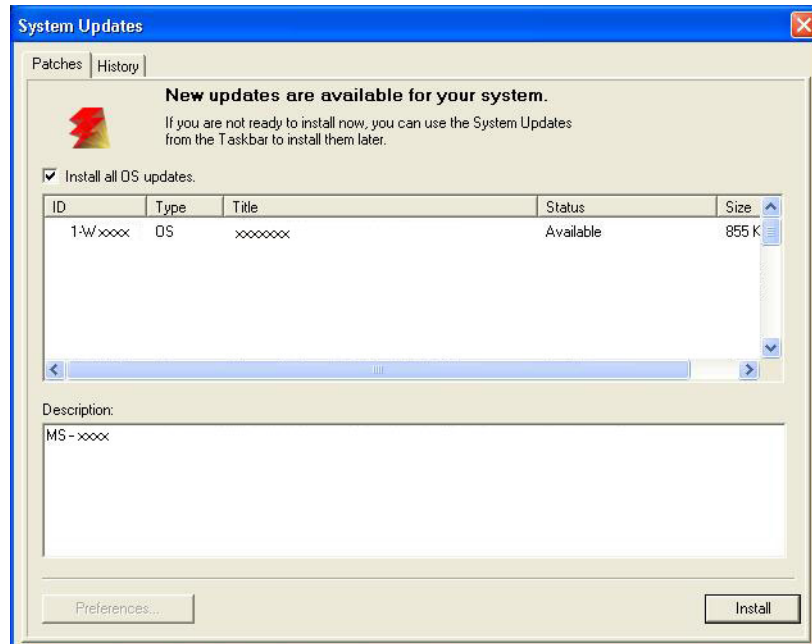 System Updates
Patches History
New updates are available for your system.
If you are not ready to install now, you can use the System Updates
from the Taskbar to install them later.
Install all OS updates.
ID Type Title Status Size
1-W xxxx OS xxxxxxx Available 855 K
Description:
MS - xxxx
Preferences... Install